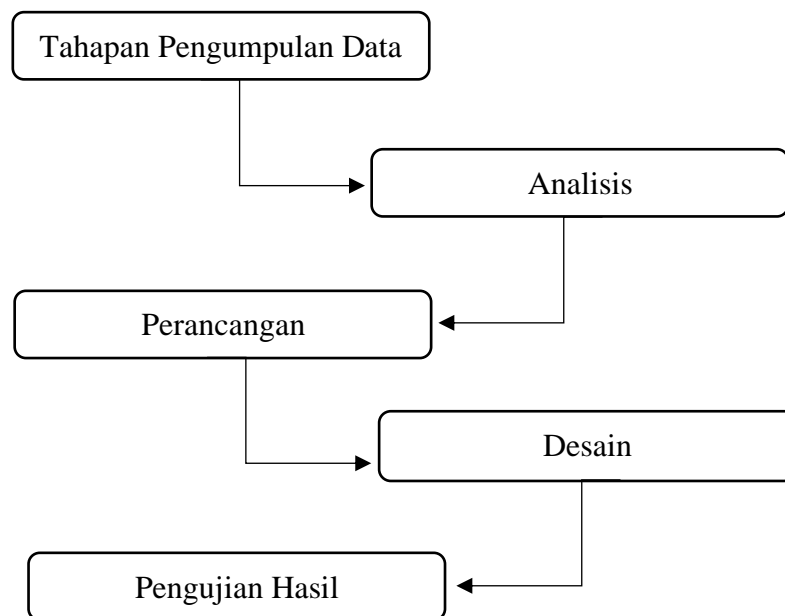 Tahapan Pengumpulan Data
Analisis
Perancangan
Desain
Pengujian Hasil